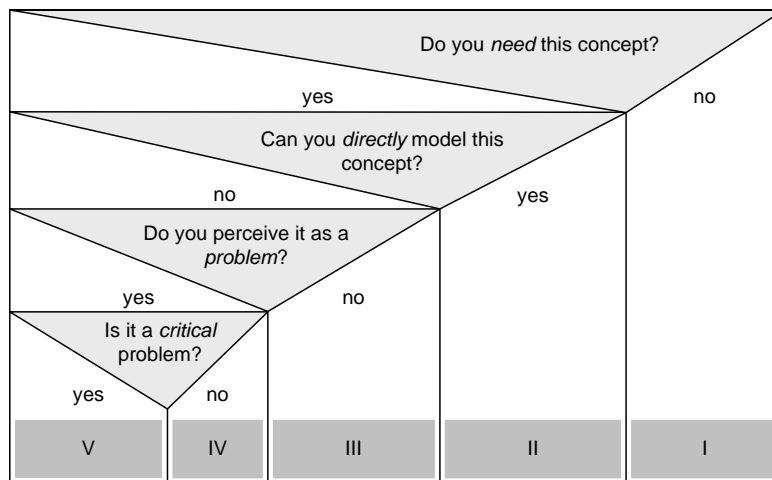 Do you need this concept?
yes
no
Can you directly model this
concept?
no
yes
Do you perceive it as a
problem?
yes
no
Is it a critical
problem?
yes
no
V
IV
III
II
I